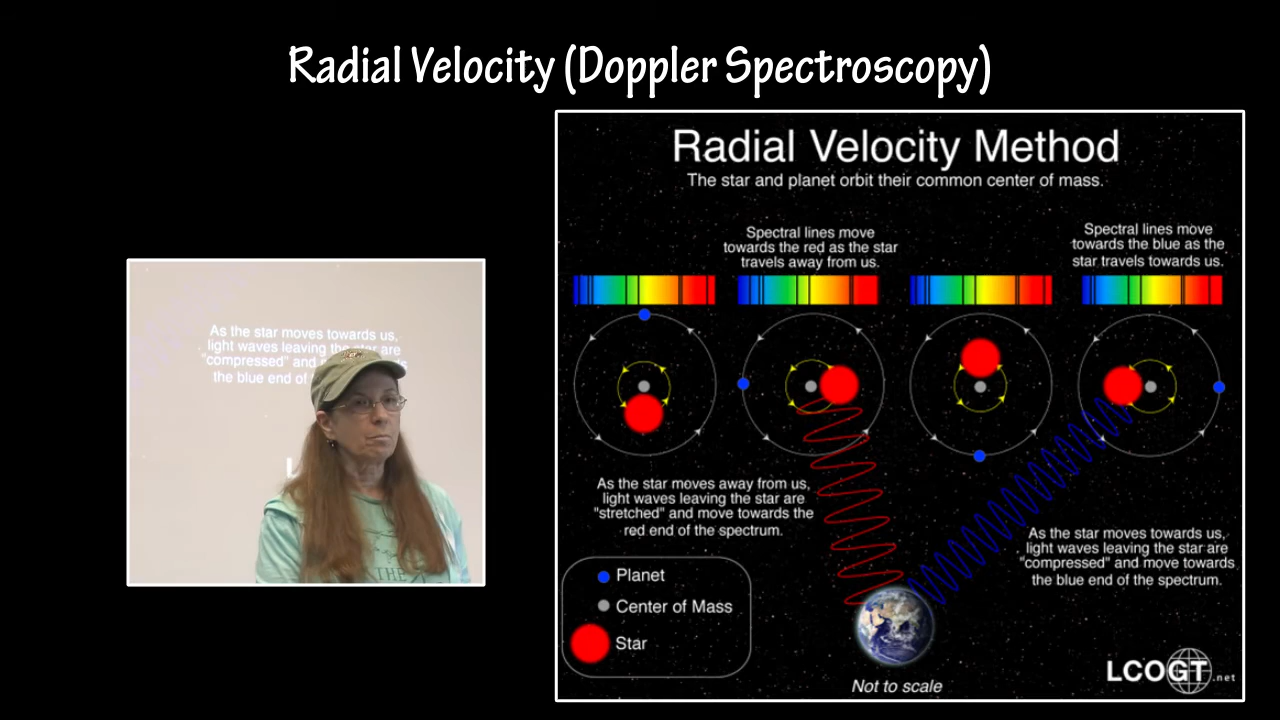 Radial Velocity (Doppler Spectroscopy)
Radial Velocity Method
The star and planet orbit their common center of mass.
Spectral lines move
towards the red as the star
travels away from us.
Spectral lines move
towards the blue as the
star travels towards us.
As the star moves away from us,
light waves leaving the star are
"stretched" and move towards the
red end of the spectrum.
As the star moves towards us,
light waves leaving the star are
"compressed" and move towards
the blue end of the spectrum.
Planet
Center of Mass
Star
Not to scale
LCOGT.net
As the star moves towards us,
light waves leaving the star are
"compressed" and
the blue end of
L
THE